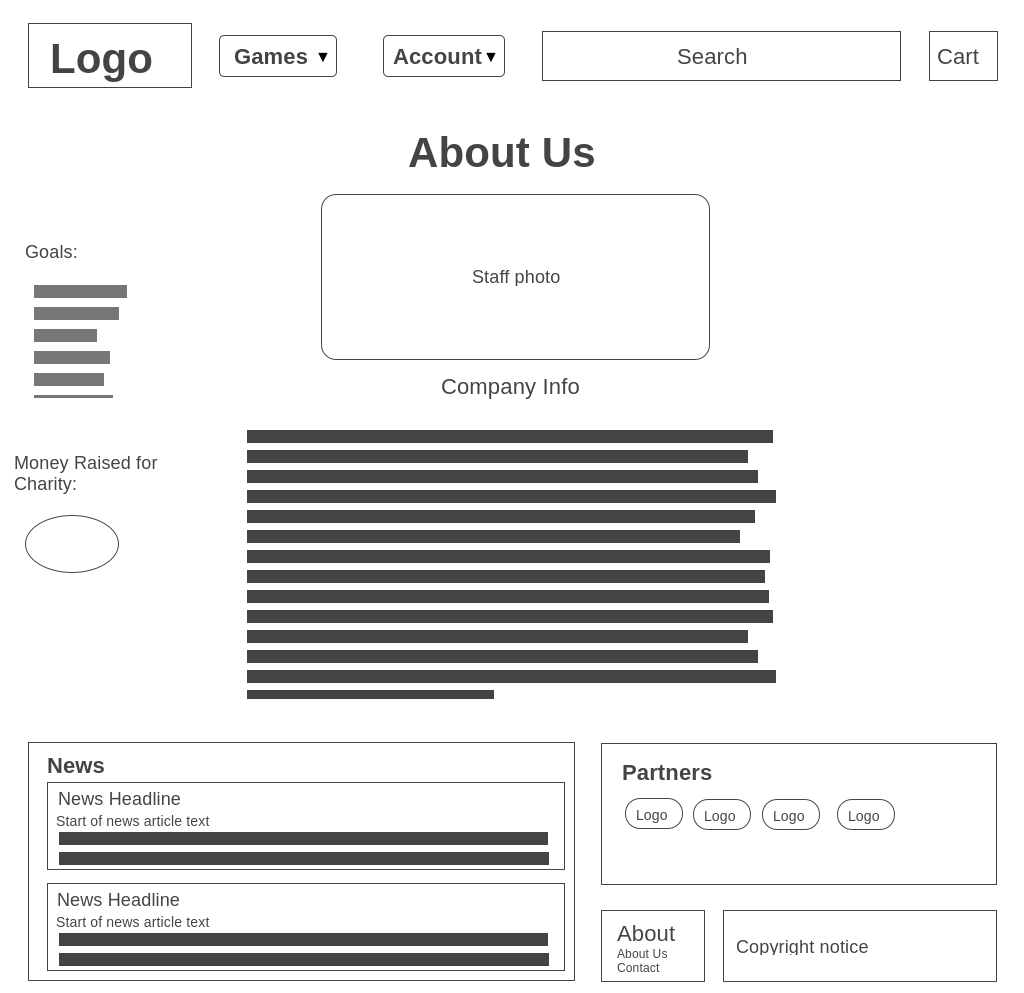 Logo
Games ▼
Account ▼
Search
Cart
About Us
Staff photo
Goals:
Company Info
Money Raised for
Charity:
News
News Headline
Start of news article text
News Headline
Start of news article text
Partners
Logo
Logo
Logo
Logo
About
About Us
Contact
Copyright notice